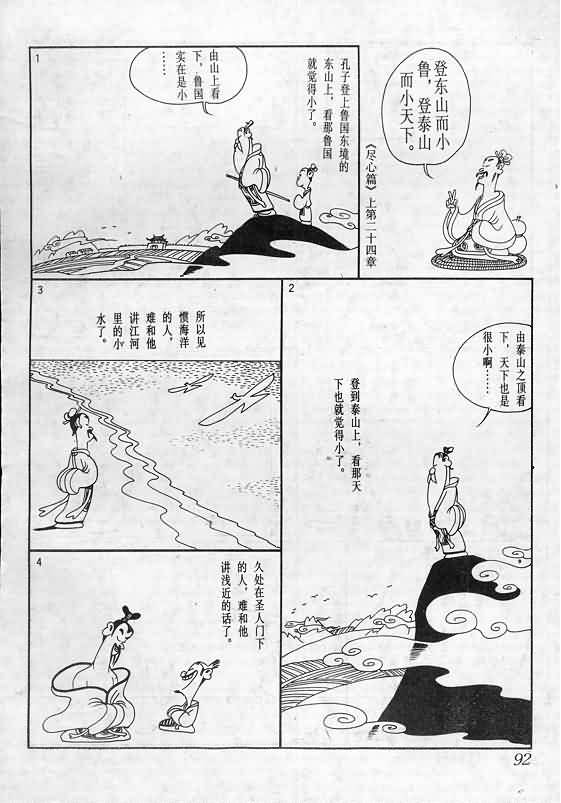 登东山而小
鲁，登泰山
而小天下。
《尽心篇》上第二十四章
1
孔子登上鲁国东境的
东山上，看那鲁国
就觉得小了。
由山上看
下，鲁国
实在是小
……
2
由泰山之顶看
下，天下也是
很小啊……
登到泰山上，看那天
下也就觉得小了。
3
所以见
惯海洋
的人，
难和他
讲江河
里的小
水了。
4
久处在圣人门下
的人，难和他
讲浅近的话了。
92